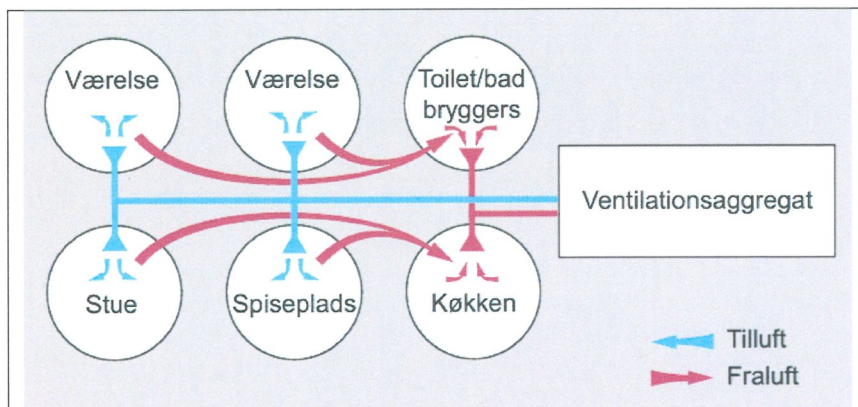 Værelse
Værelse
Toilet/bad
bryggers
Ventilationsaggregat
Stue
Spiseplads
Køkken
Tilluft
Fraluft